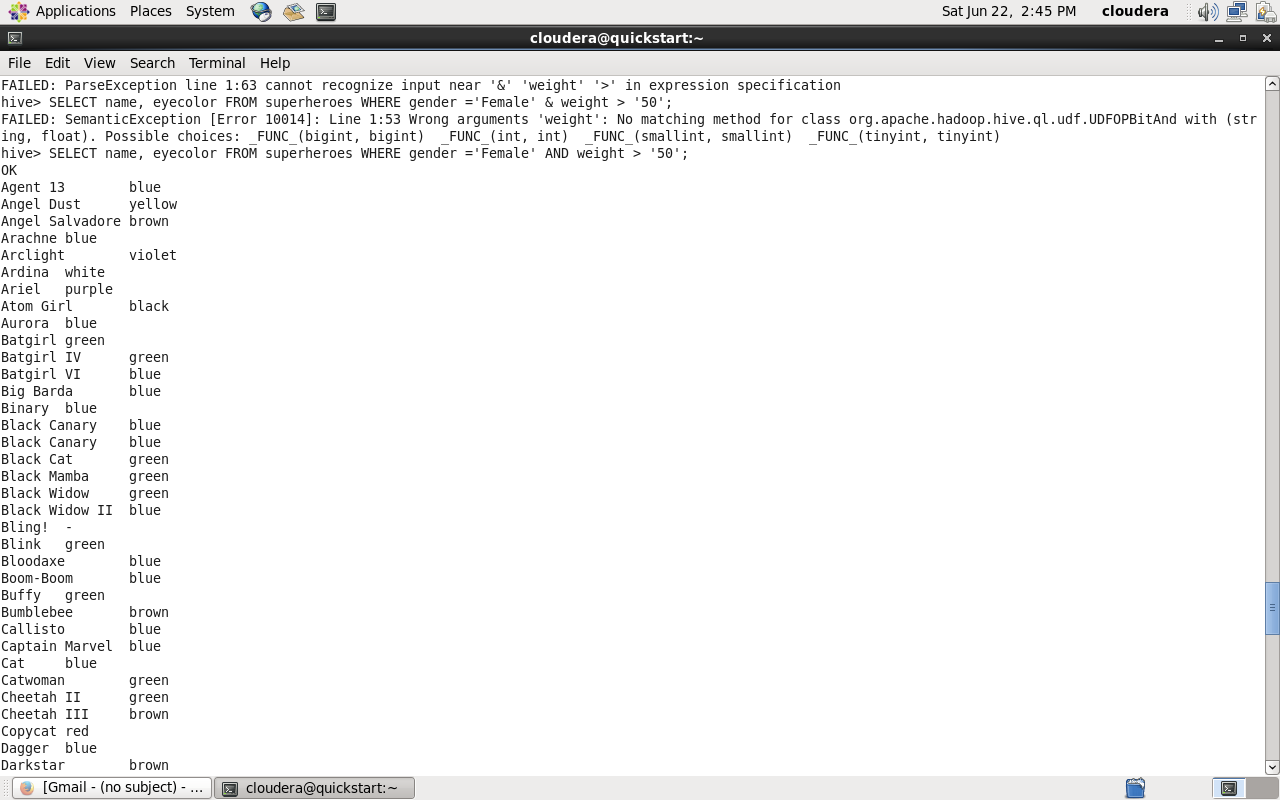 Applications Places System Sat Jun 22, 2:45 PM cloudera
cloudera@quickstart:~
File Edit View Search Terminal Help
FAILED: ParseException line 1:63 cannot recognize input near '&' 'weight' '>' in expression specification
hive> SELECT name, eyecolor FROM superheroes WHERE gender ='Female' & weight > '50';
FAILED: SemanticException [Error 10014]: Line 1:53 Wrong arguments 'weight': No matching method for class org.apache.hadoop.hive.ql.udf.UDFOPBitAnd with (str
ing, float). Possible choices: _FUNC_(bigint, bigint)  _FUNC_(int, int)  _FUNC_(smallint, smallint)  _FUNC_(tinyint, tinyint)
hive> SELECT name, eyecolor FROM superheroes WHERE gender ='Female' AND weight > '50';
OK
Agent 13 blue
Angel Dust yellow
Angel Salvadore brown
Arachne blue
Arclight violet
Ardina white
Ariel purple
Atom Girl black
Aurora blue
Batgirl green
Batgirl IV green
Batgirl VI blue
Big Barda blue
Binary blue
Black Canary blue
Black Canary blue
Black Cat green
Black Mamba green
Black Widow green
Black Widow II blue
Bling! -
Blink green
Bloodaxe blue
Boom-Boom blue
Buffy green
Bumblebee brown
Callisto blue
Captain Marvel blue
Cat blue
Catwoman green
Cheetah II green
Cheetah III brown
Copycat red
Dagger blue
Darkstar brown
[Gmail - (no subject) - ... cloudera@quickstart:~